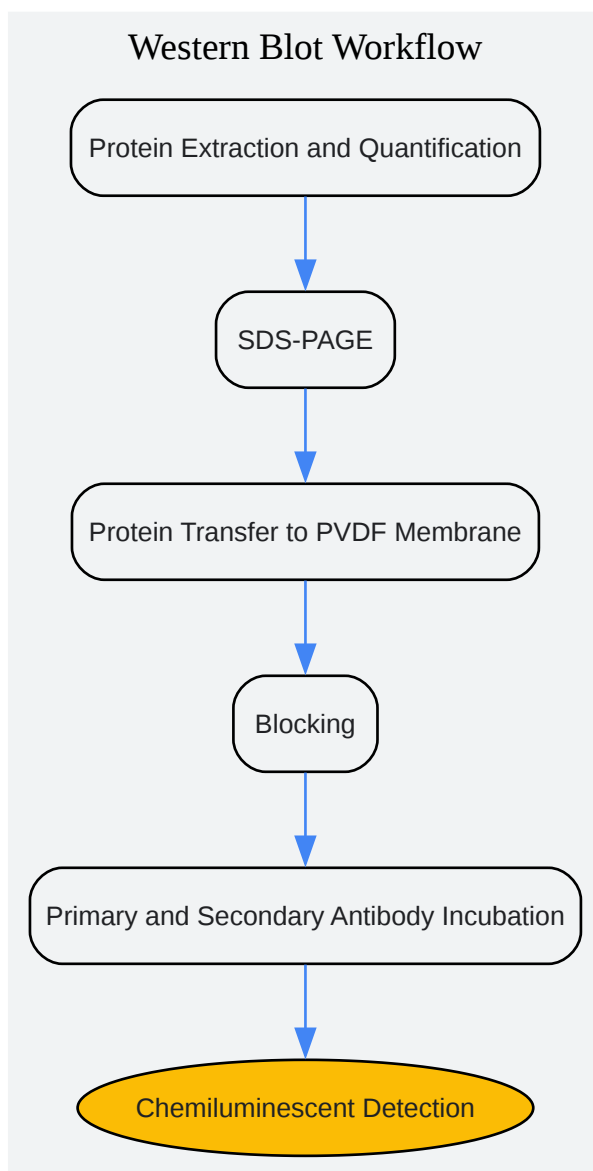 Western Blot Workflow
Protein Extraction and Quantification
SDS-PAGE
Protein Transfer to PVDF Membrane
Blocking
Primary and Secondary Antibody Incubation
Chemiluminescent Detection